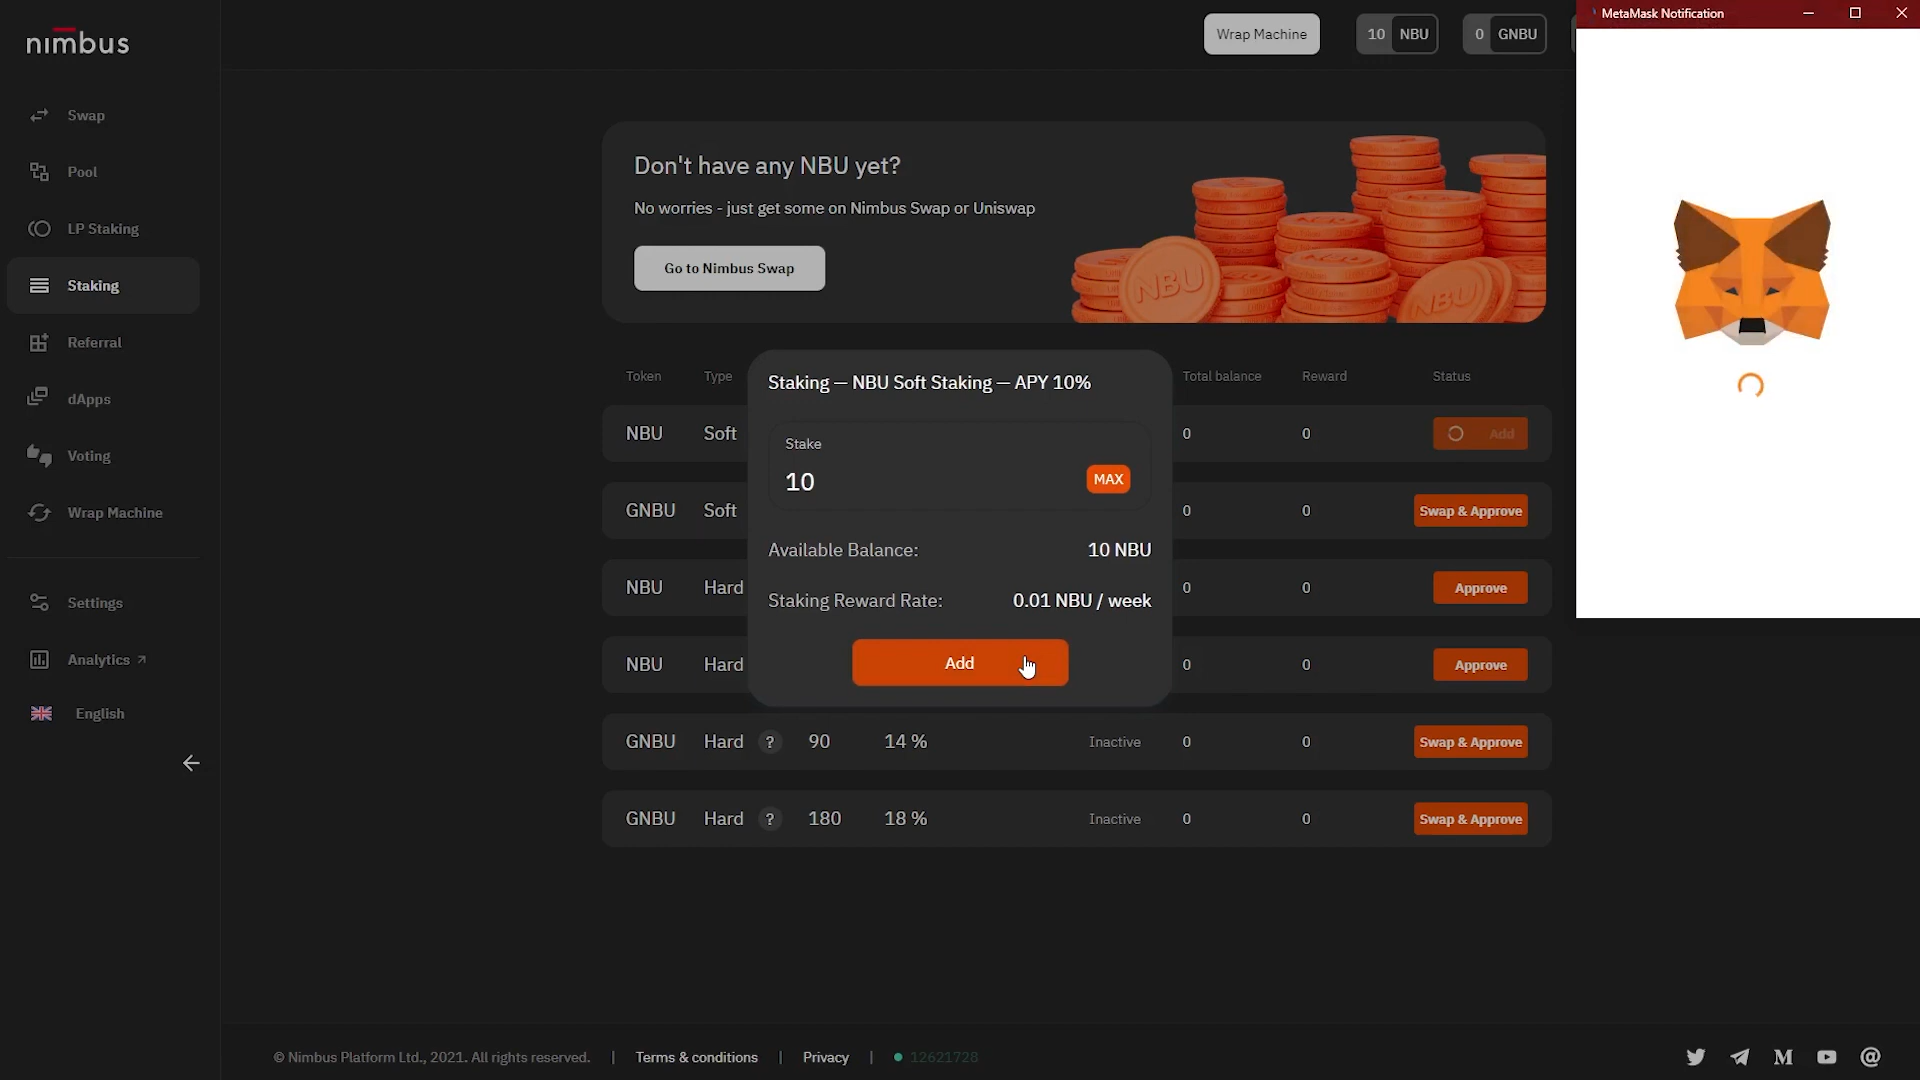 nimbus
Swap
Pool
LP Staking
Staking
Referral
dApps
Voting
Wrap Machine
Settings
Analytics
English
Wrap Machine
10 NBU
0 GNBU
MetaMask Notification
Don't have any NBU yet?
No worries - just get some on Nimbus Swap or Uniswap
Go to Nimbus Swap
NBU
NBU
Token Type Total balance Reward Status
NBU Soft 0 0 Add
GNBU Soft 0 0 Swap & Approve
NBU Hard 0 0 Approve
NBU Hard 0 0 Approve
GNBU Hard ? 90 14 % Inactive 0 0 Swap & Approve
GNBU Hard ? 180 18 % Inactive 0 0 Swap & Approve
Staking — NBU Soft Staking — APY 10%
Stake
10 MAX
Available Balance: 10 NBU
Staking Reward Rate: 0.01 NBU / week
Add
© Nimbus Platform Ltd., 2021. All rights reserved. | Terms & conditions | Privacy | 12621728